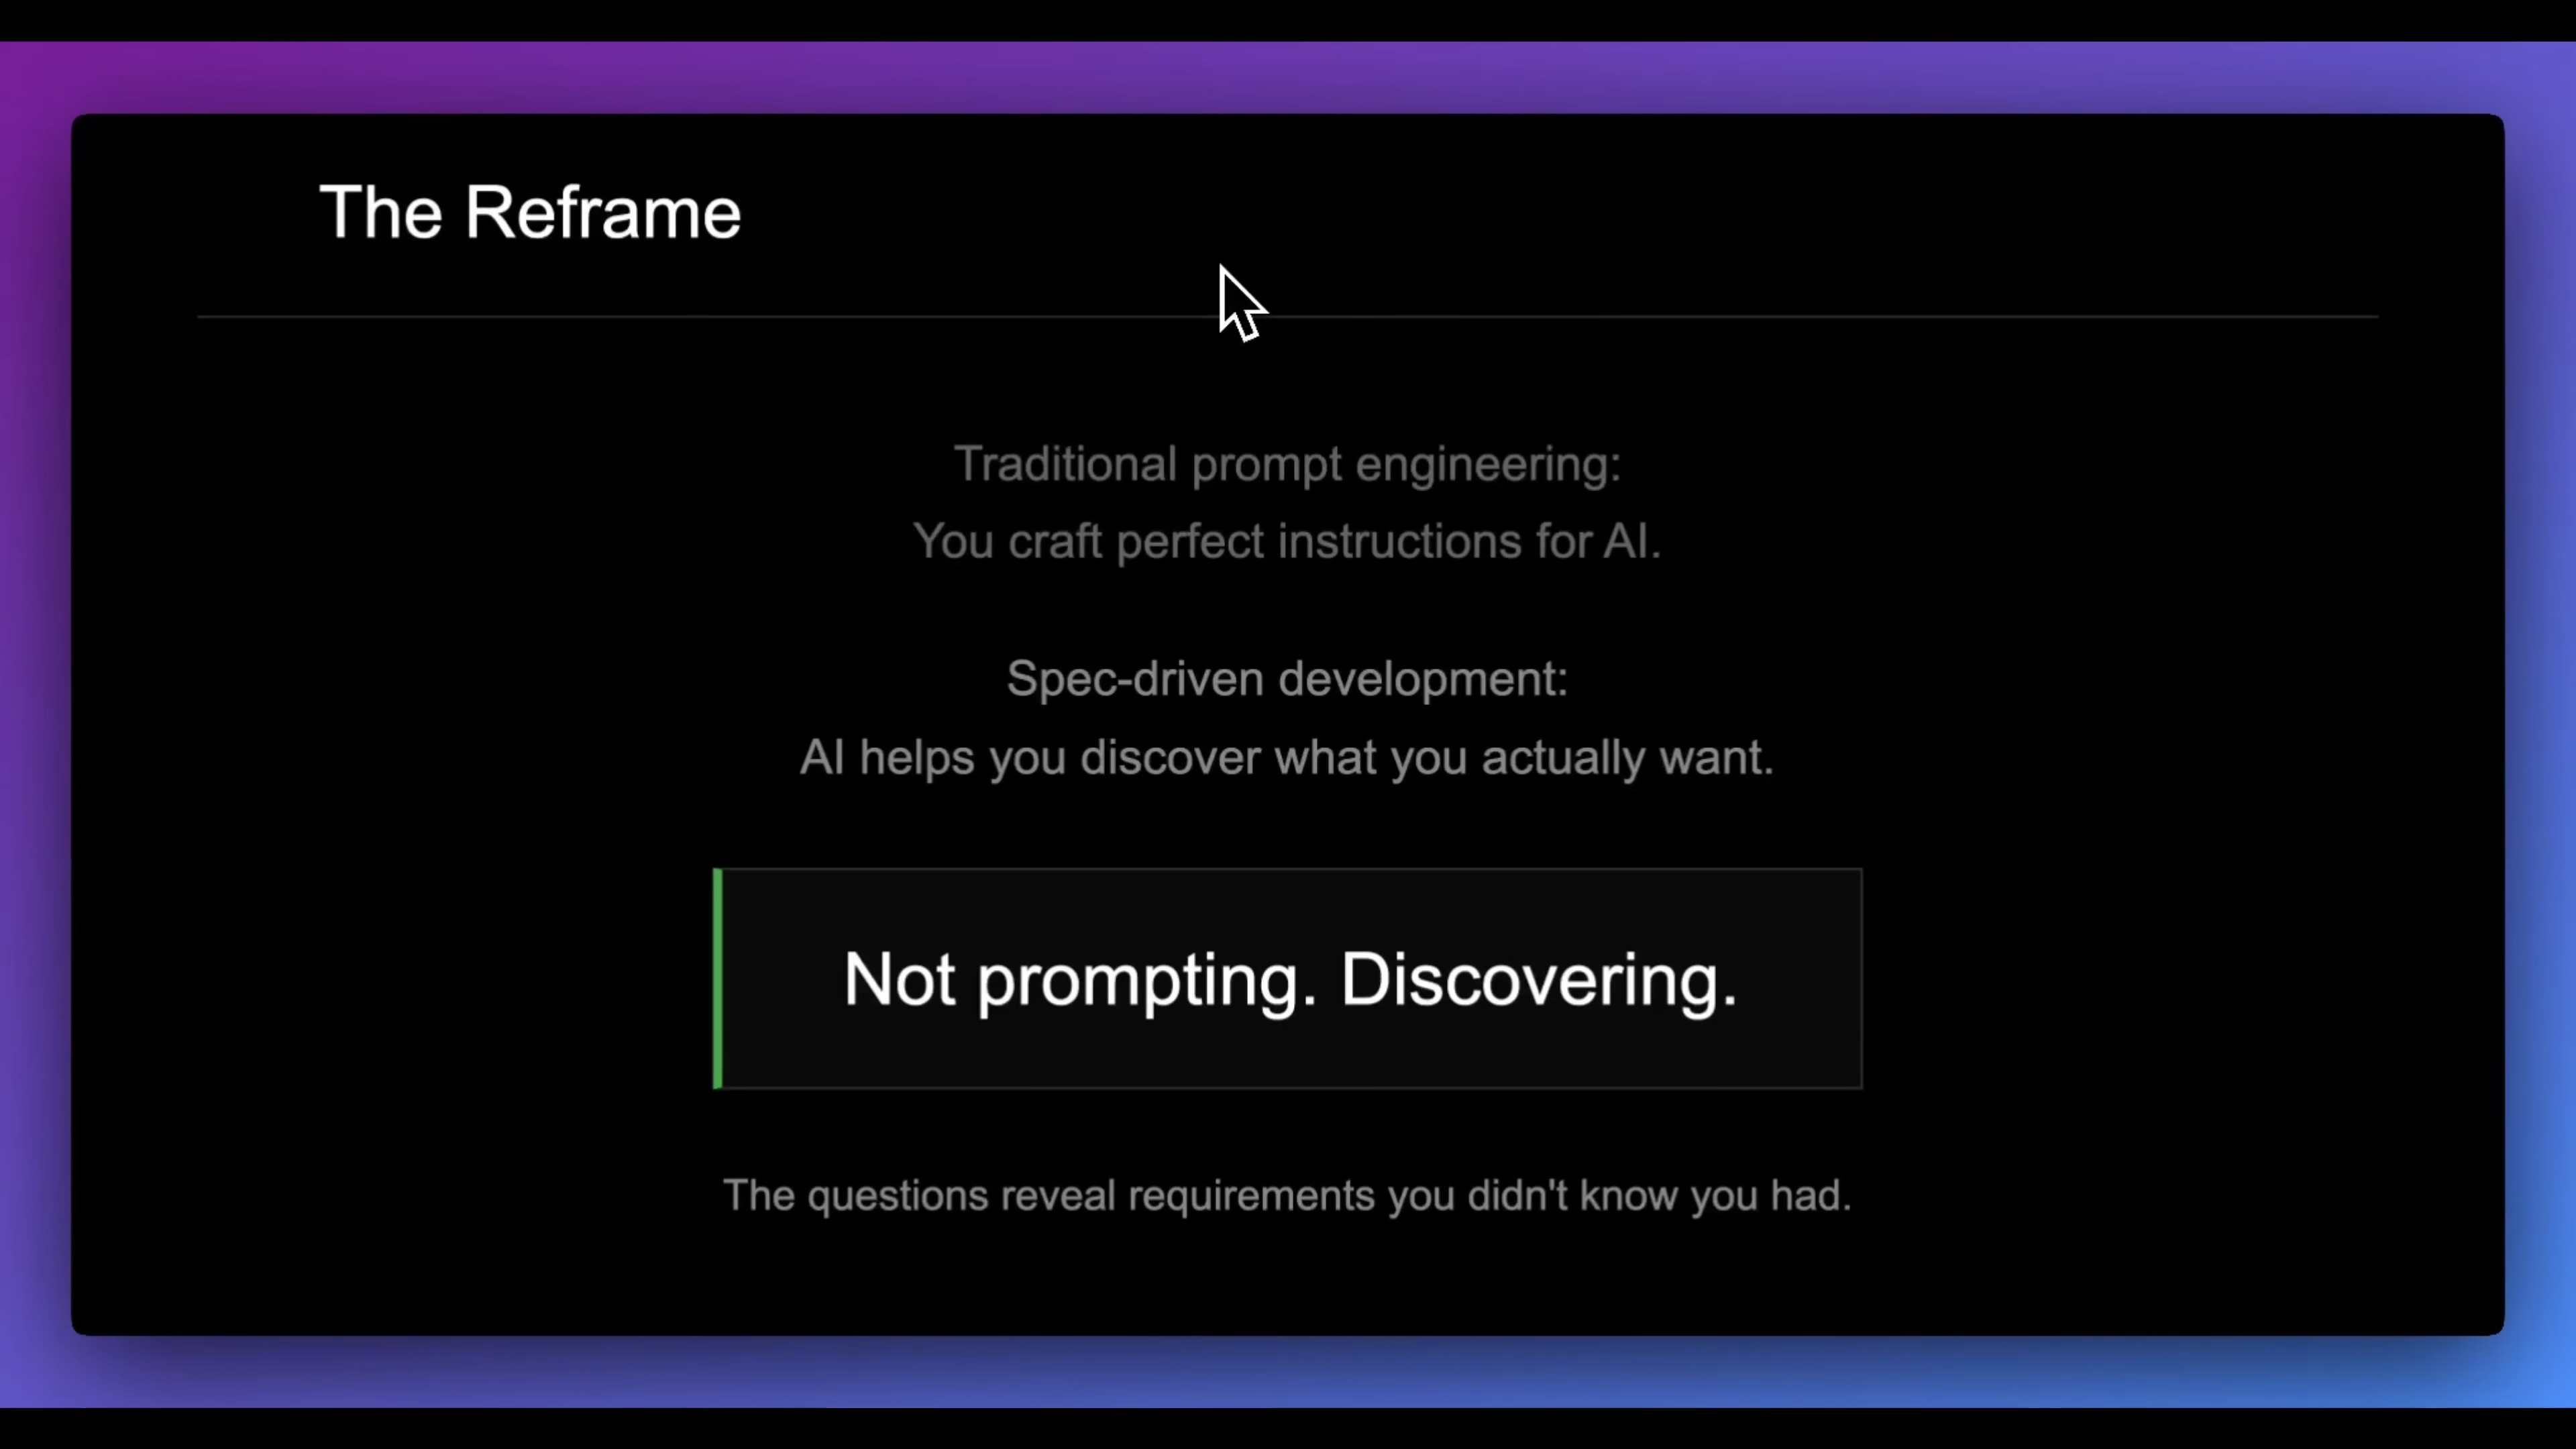 The Reframe
Traditional prompt engineering:
You craft perfect instructions for AI.
Spec-driven development:
AI helps you discover what you actually want.
Not prompting. Discovering.
The questions reveal requirements you didn't know you had.